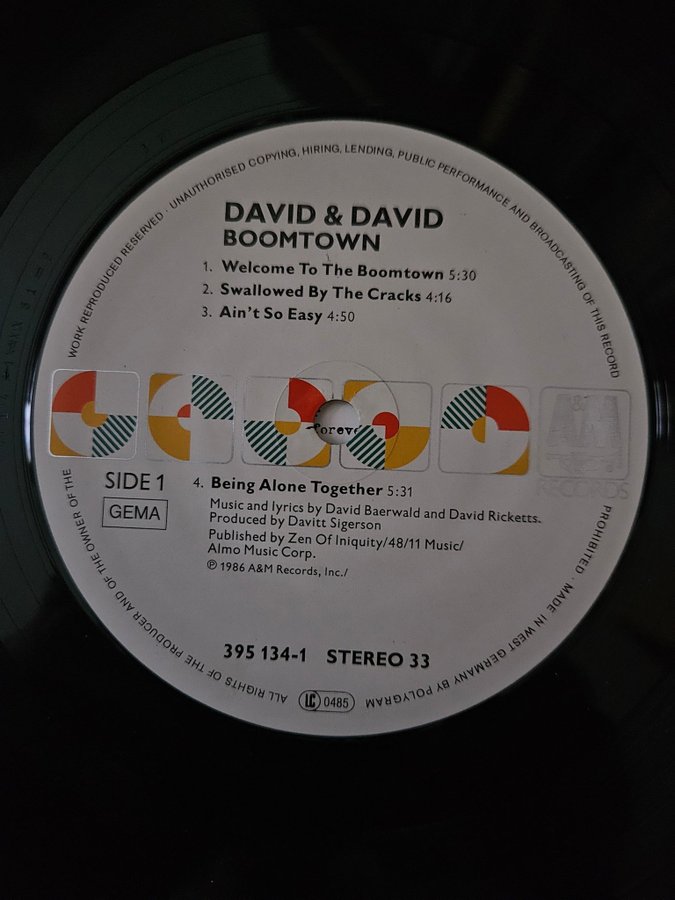 WORK REPRODUCED RESERVED · UNAUTHORISED COPYING, HIRING, LENDING, PUBLIC PERFORMANCE AND BROADCASTING OF THIS RECORD
DAVID & DAVID
BOOMTOWN
1. Welcome To The Boomtown 5:30
2. Swallowed By The Cracks 4:16
3. Ain't So Easy 4:50
A&M
RECORDS
SIDE 1
GEMA
4. Being Alone Together 5:31
Music and lyrics by David Baerwald and David Ricketts.
Produced by Davitt Sigerson
Published by Zen Of Iniquity/48/11 Music/
Almo Music Corp.
℗ 1986 A&M Records, Inc./
395 134-1 STEREO 33
LC 0485
PROHIBITED · MADE IN WEST GERMANY BY POLYGRAM
ALL RIGHTS OF THE PRODUCER AND OF THE OWNER OF THE